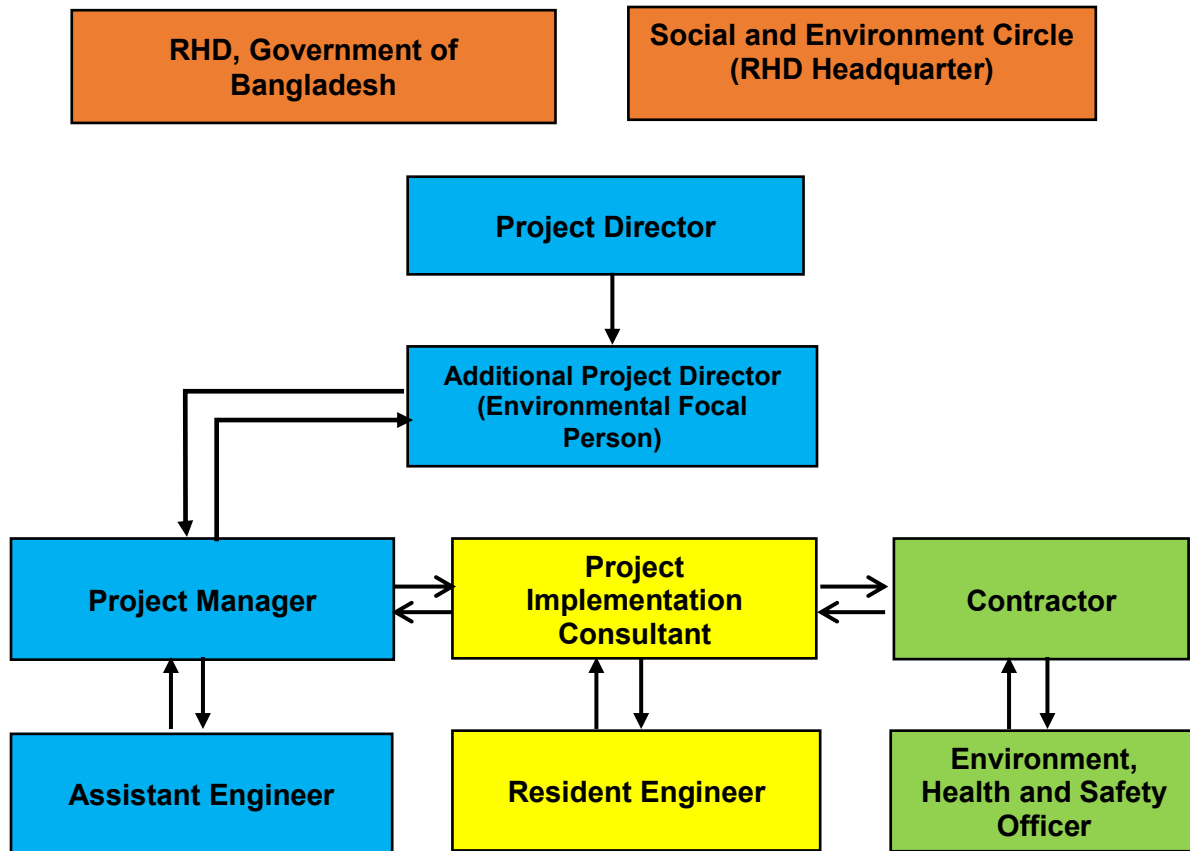 RHD, Government of
Bangladesh
Social and Environment Circle
(RHD Headquarter)
Project Director
Additional Project Director
(Environmental Focal
Person)
Project Manager
Project
Implementation
Consultant
Contractor
Assistant Engineer
Resident Engineer
Environment,
Health and Safety
Officer